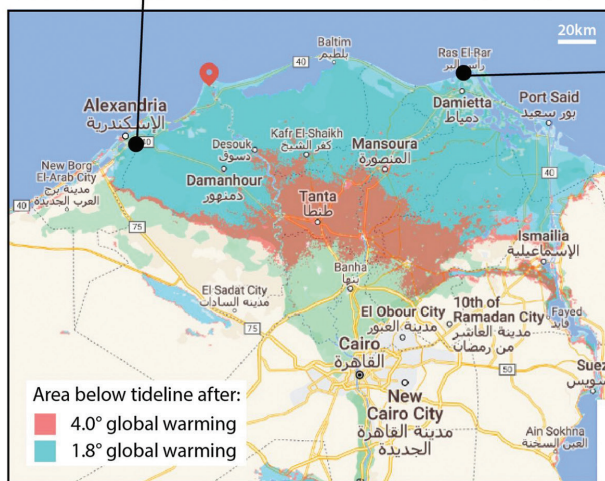 20km
Baltim
بلطيم
Ras El-Bar
رأس البر
40
Alexandria
الإسكندرية
Damietta
دمياط
Port Said
بور سعيد
Desouk
دسوق
Kafr El-Shaikh
كفر الشيخ
Mansoura
المنصورة
New Borg
El-Arab City
مدينة برج
العرب الجديدة
Damanhour
دمنهور
40
40
Tanta
طنطا
75
Ismailia
الإسماعيلية
Banha
بنها
El Sadat City
مدينة السادات
75
El Obour City
مدينة العبور
10th of
Ramadan City
مدينة العاشر
من رمضان
Fayed
فايد
Cairo
القاهرة
50
Suez
السويس
New
Cairo City
مدينة القاهرة
الجديدة
Ain Sokhna
العين السخنة
Area below tideline after:
4.0° global warming
1.8° global warming